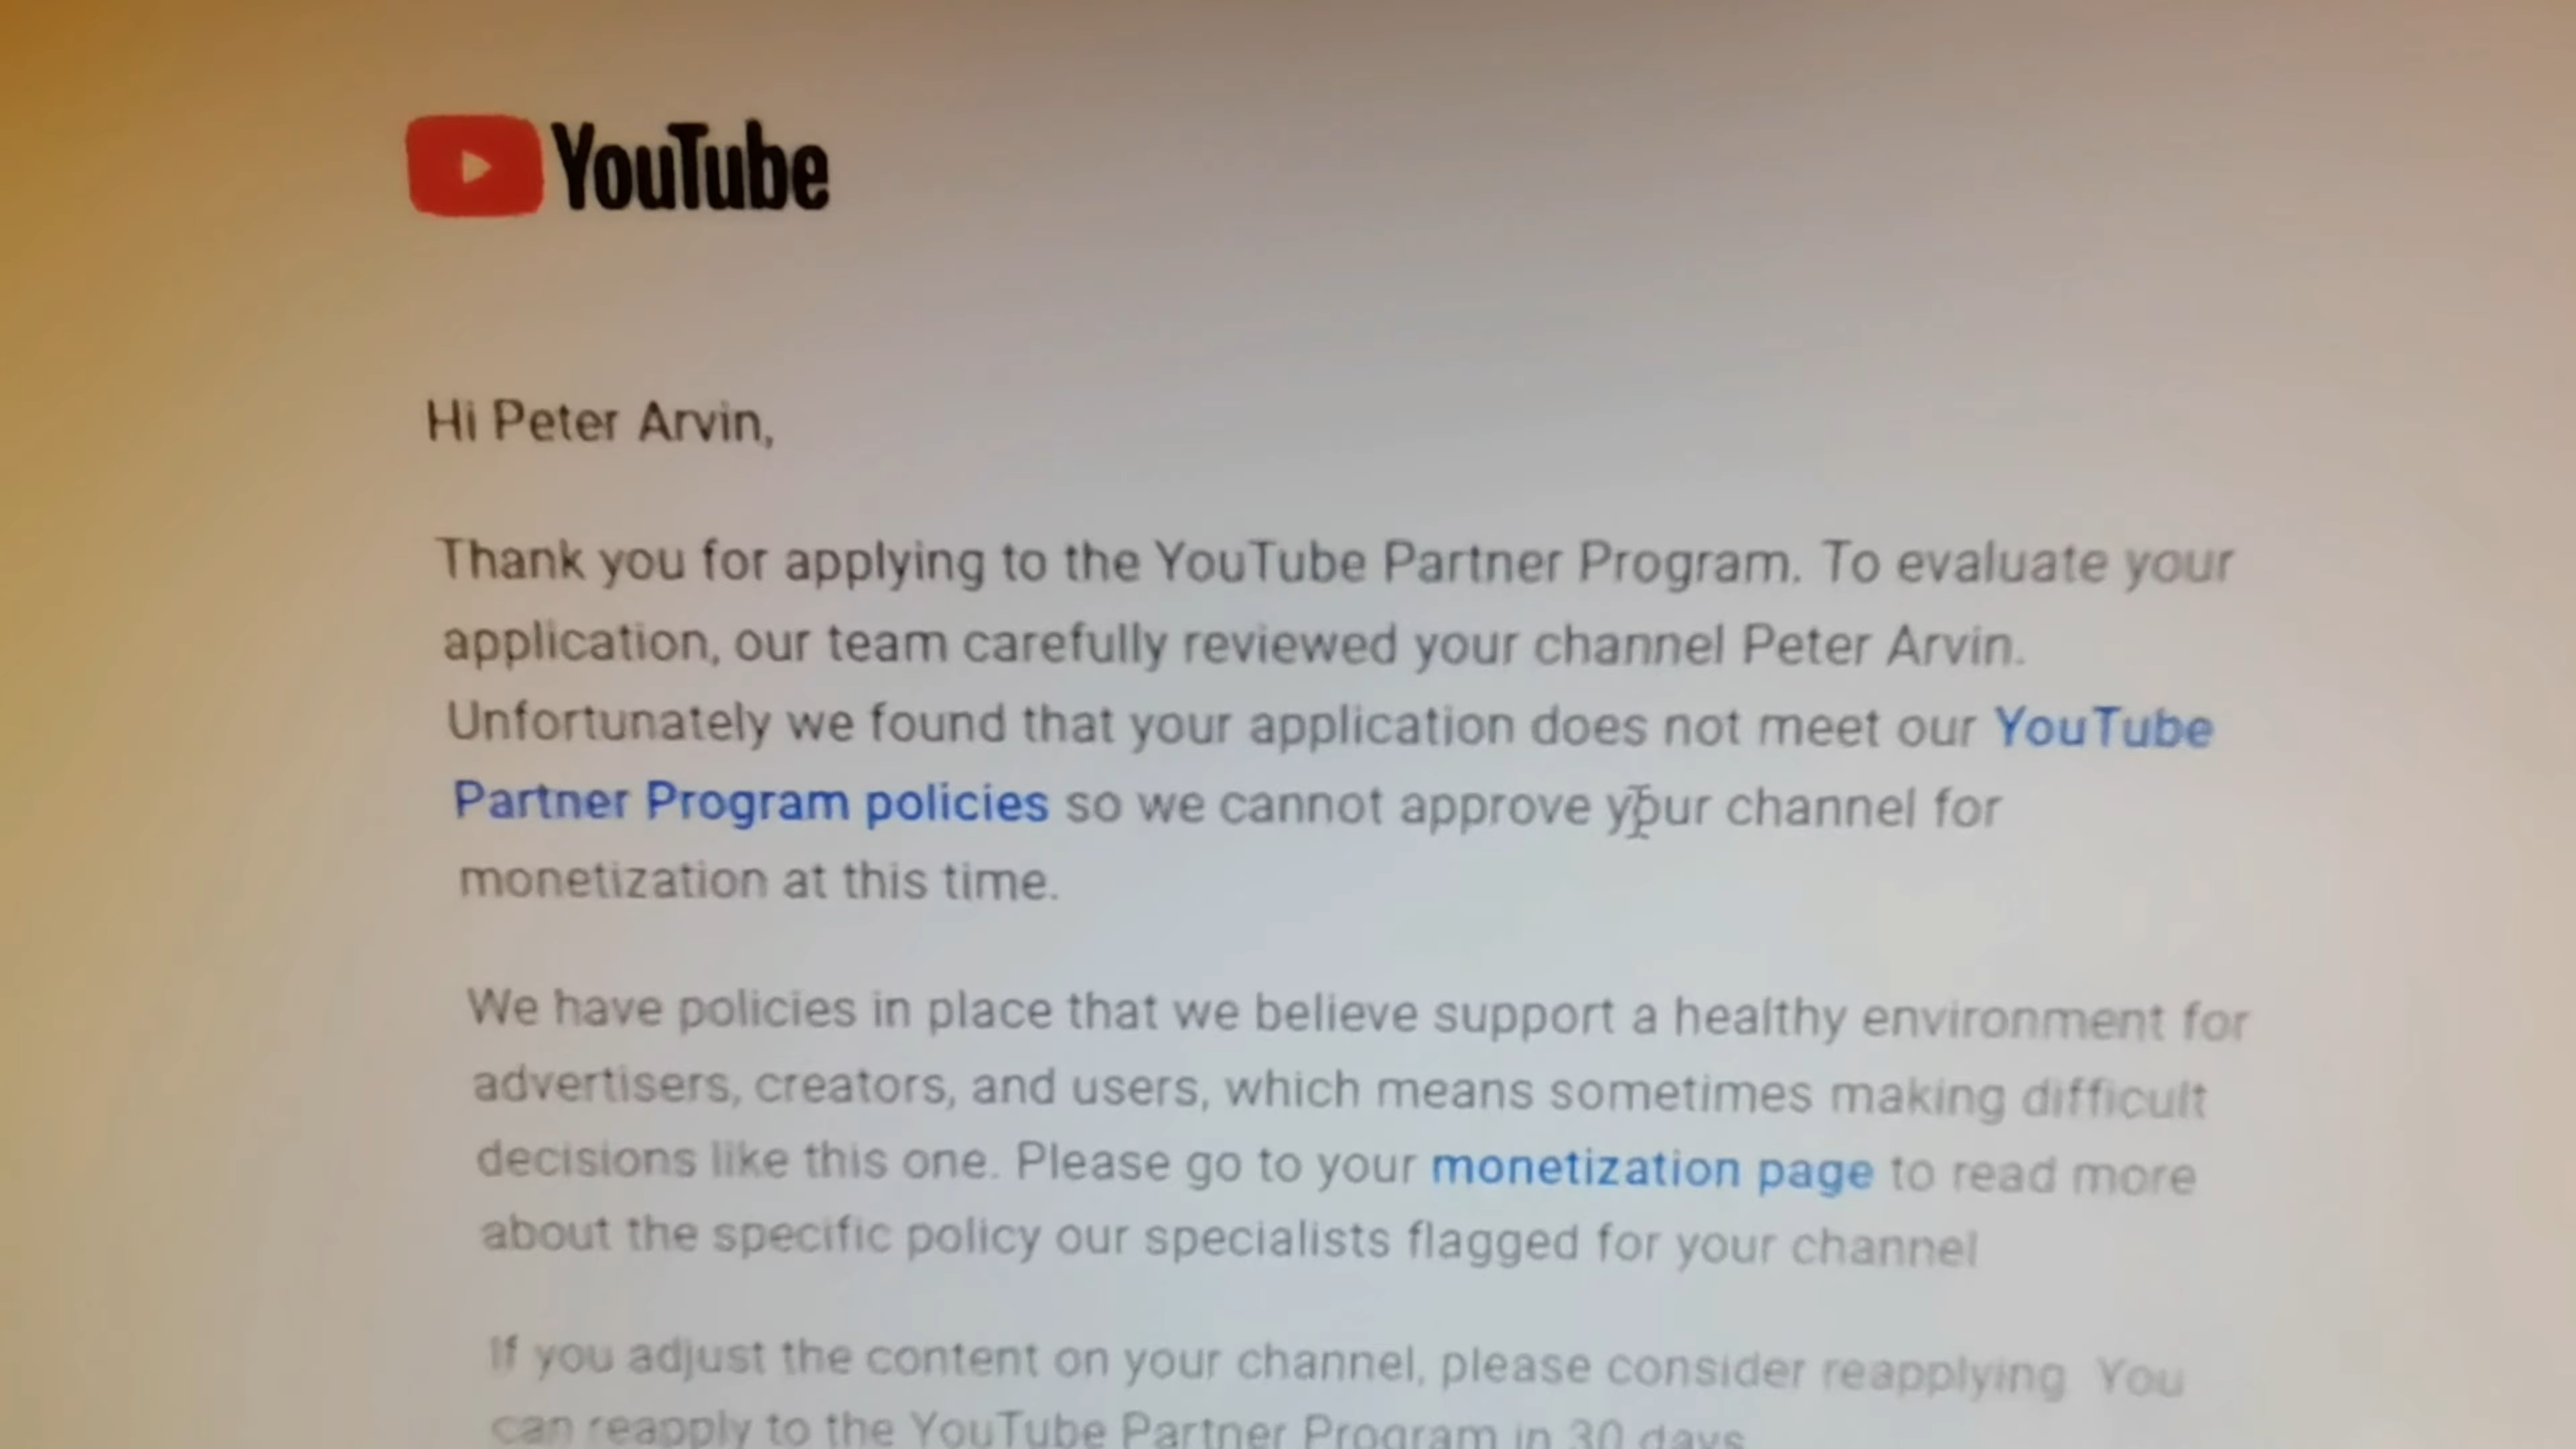 YouTube
Hi Peter Arvin,
Thank you for applying to the YouTube Partner Program. To evaluate your
application, our team carefully reviewed your channel Peter Arvin.
Unfortunately we found that your application does not meet our YouTube
Partner Program policies so we cannot approve your channel for
monetization at this time.
We have policies in place that we believe support a healthy environment for
advertisers, creators, and users, which means sometimes making difficult
decisions like this one. Please go to your monetization page to read more
about the specific policy our specialists flagged for your channel
If you adjust the content on your channel, please consider reapplying You
can reapply to the YouTube Partner Program in 30 days